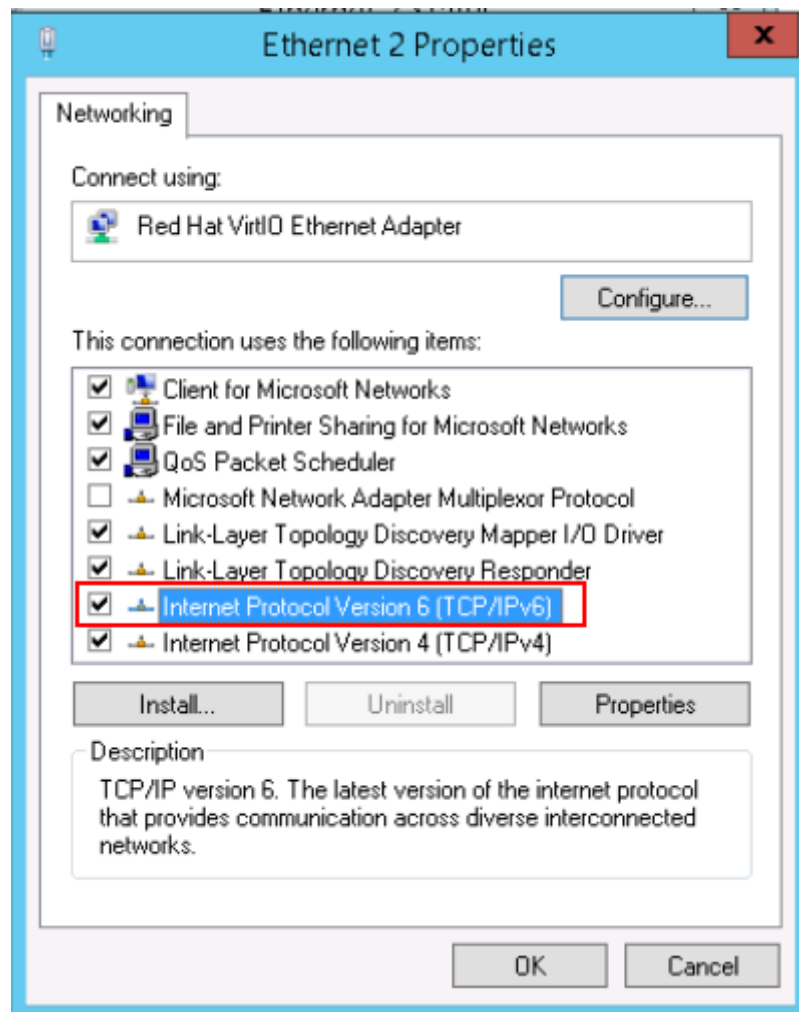 Ethernet 2 Properties
x
Networking
Connect using:
Red Hat VirtIO Ethernet Adapter
Configure...
This connection uses the following items:
Client for Microsoft Networks
File and Printer Sharing for Microsoft Networks
QoS Packet Scheduler
Microsoft Network Adapter Multiplexor Protocol
Link-Layer Topology Discovery Mapper I/O Driver
Link-Layer Topology Discovery Responder
Internet Protocol Version 6 (TCP/IPv6)
Internet Protocol Version 4 (TCP/IPv4)
Install... Uninstall Properties
Description
TCP/IP version 6. The latest version of the internet protocol
that provides communication across diverse interconnected
networks.
OK Cancel